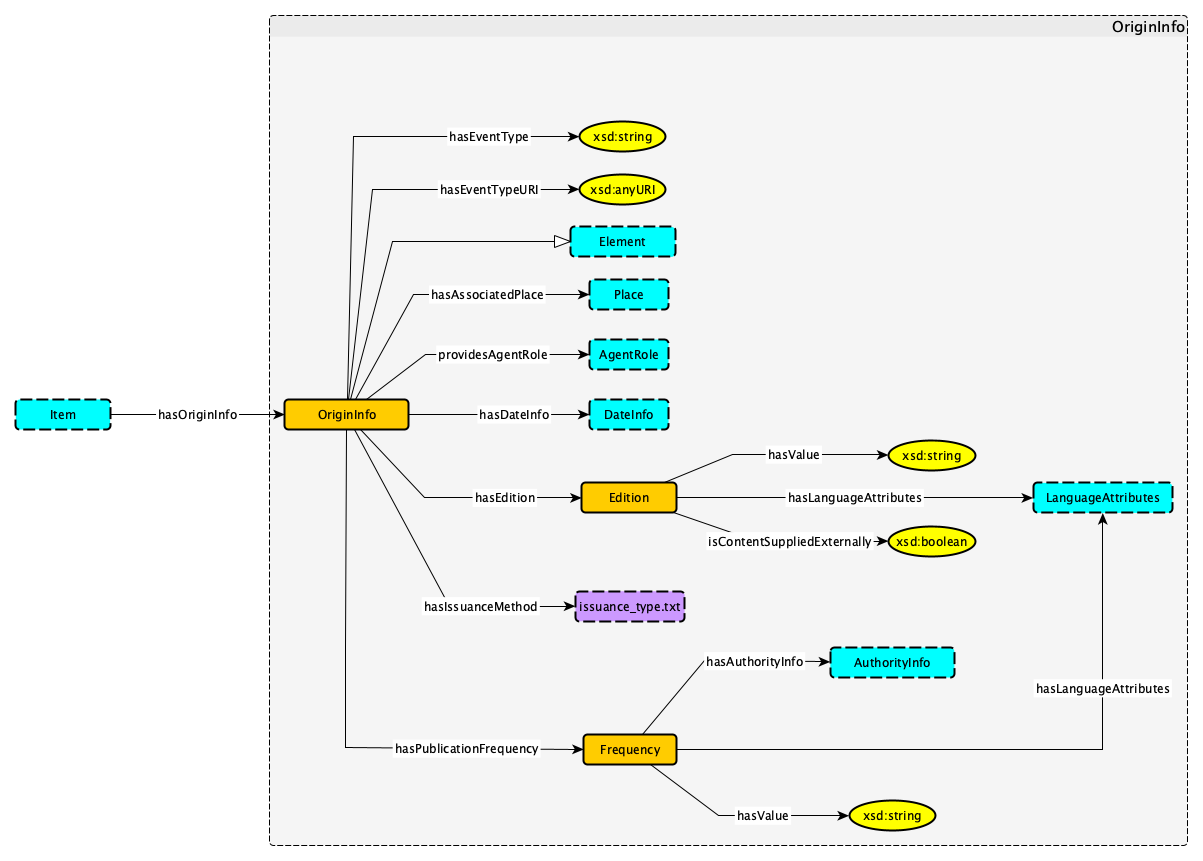 OriginInfo
hasEventType
xsd:string
hasEventTypeURI
xsd:anyURI
Element
hasAssociatedPlace
Place
providesAgentRole
AgentRole
Item
hasOriginInfo
OriginInfo
hasDateInfo
DateInfo
hasValue
xsd:string
hasEdition
Edition
hasLanguageAttributes
LanguageAttributes
isContentSuppliedExternally
xsd:boolean
hasIssuanceMethod
issuance_type.txt
hasAuthorityInfo
AuthorityInfo
hasLanguageAttributes
hasPublicationFrequency
Frequency
hasValue
xsd:string